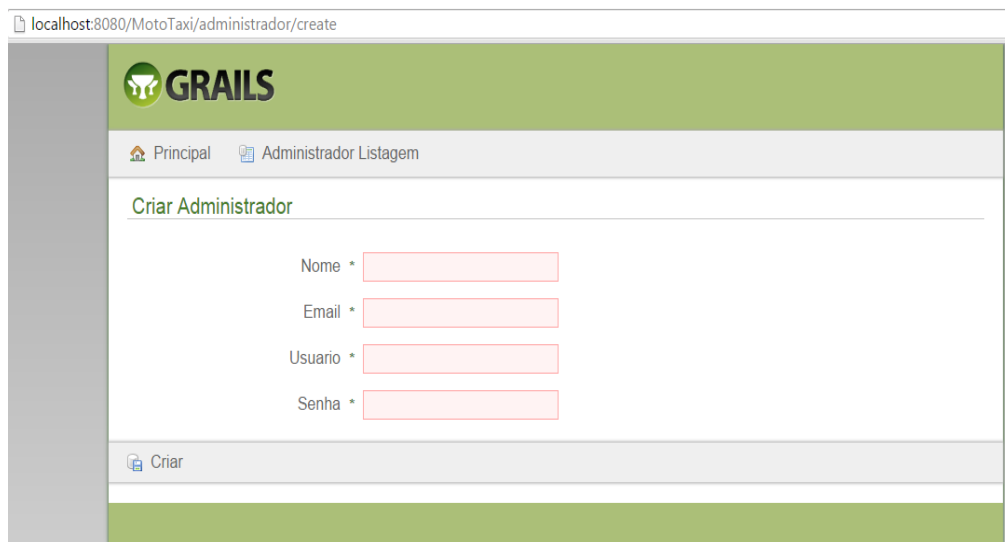 localhost:8080/MotoTaxi/administrador/create
GRAILS
Principal Administrador Listagem
Criar Administrador
Nome *
Email *
Usuario *
Senha *
Criar